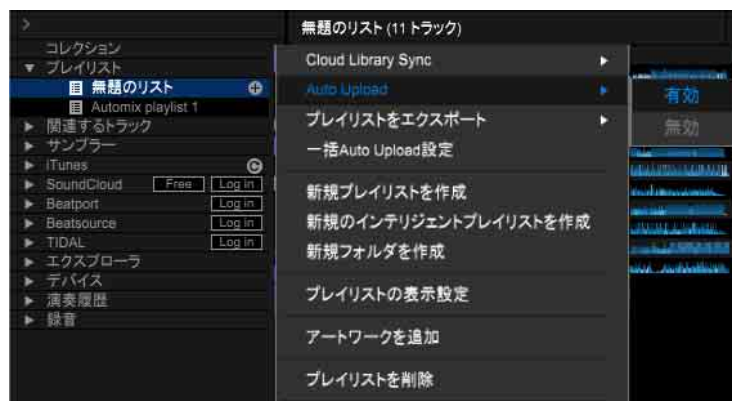 無題のリスト (11 トラック)
コレクション
プレイリスト
無題のリスト
Automix playlist 1
関連するトラック
サンプラー
iTunes
SoundCloud Free Log in
Beatport Log in
Beatsource Log in
TIDAL Log in
エクスプローラ
デバイス
演奏履歴
録音
Cloud Library Sync
Auto Upload
プレイリストをエクスポート
一括Auto Upload設定
新規プレイリストを作成
新規のインテリジェントプレイリストを作成
新規フォルダを作成
プレイリストの表示設定
アートワークを追加
プレイリストを削除
有効
無効